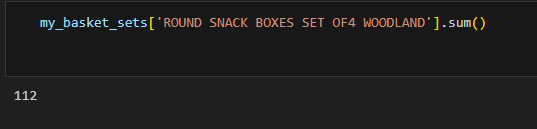 my_basket_sets['ROUND SNACK BOXES SET OF4 WOODLAND'].sum()
112